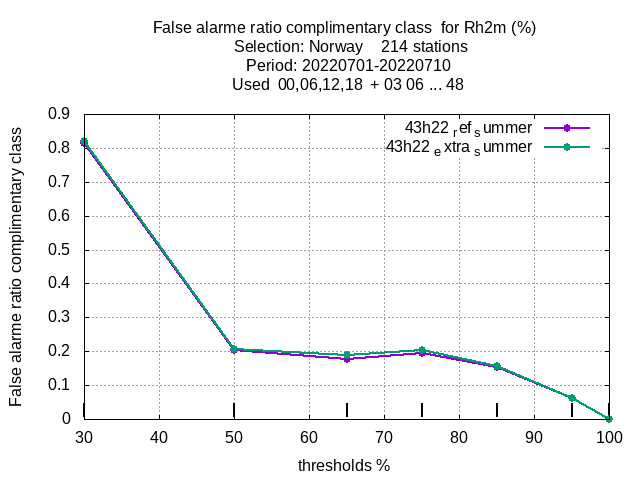 False alarme ratio complimentary class for Rh2m (%)
Selection: Norway 214 stations
Period: 20220701-20220710
Used 00,06,12,18 + 03 06 ... 48
43h22 ref summer
43h22 extra summer
False alarme ratio complimentary class
0.9
0.8
0.7
0.6
0.5
0.4
0.3
0.2
0.1
0
30 40 50 60 70 80 90 100
thresholds %